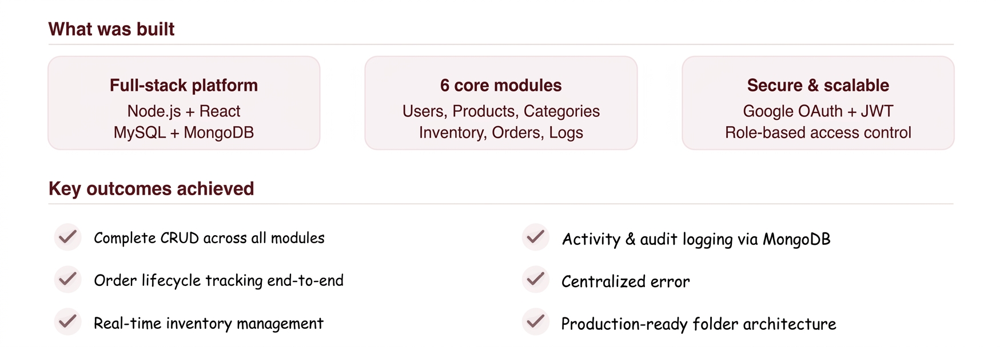 What was built
Full-stack platform
Node.js + React
MySQL + MongoDB
6 core modules
Users, Products, Categories
Inventory, Orders, Logs
Secure & scalable
Google OAuth + JWT
Role-based access control
Key outcomes achieved
Complete CRUD across all modules
Order lifecycle tracking end-to-end
Real-time inventory management
Activity & audit logging via MongoDB
Centralized error
Production-ready folder architecture